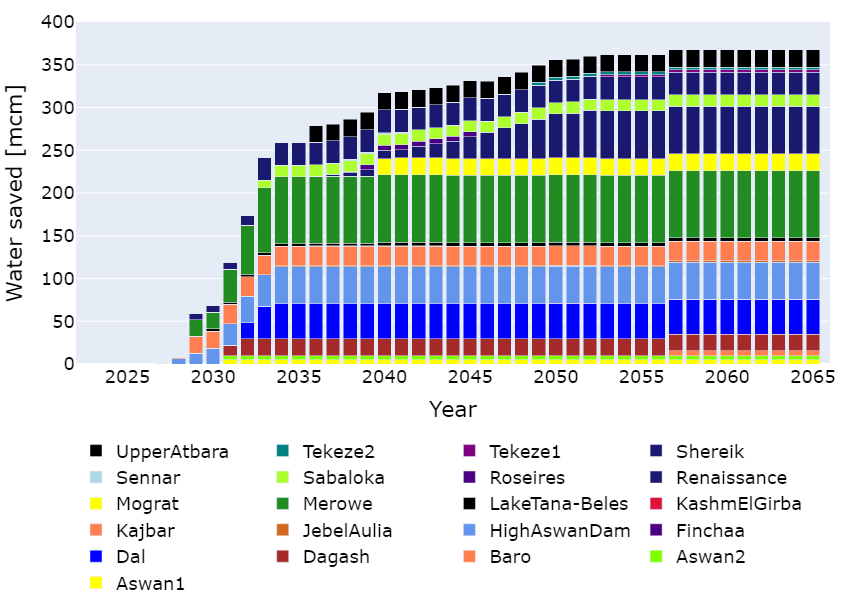 400
350
300
250
200
150
100
50
0
Water saved [mcm]
2025 2030 2035 2040 2045 2050 2055 2060 2065
Year
UpperAtbara Tekeze2 Tekeze1 Shereik
Sennar Sabaloka Roseires Renaissance
Mograt Merowe LakeTana-Beles KashmElGirba
Kajbar JebelAulia HighAswanDam Finchaa
Dal Dagash Baro Aswan2
Aswan1